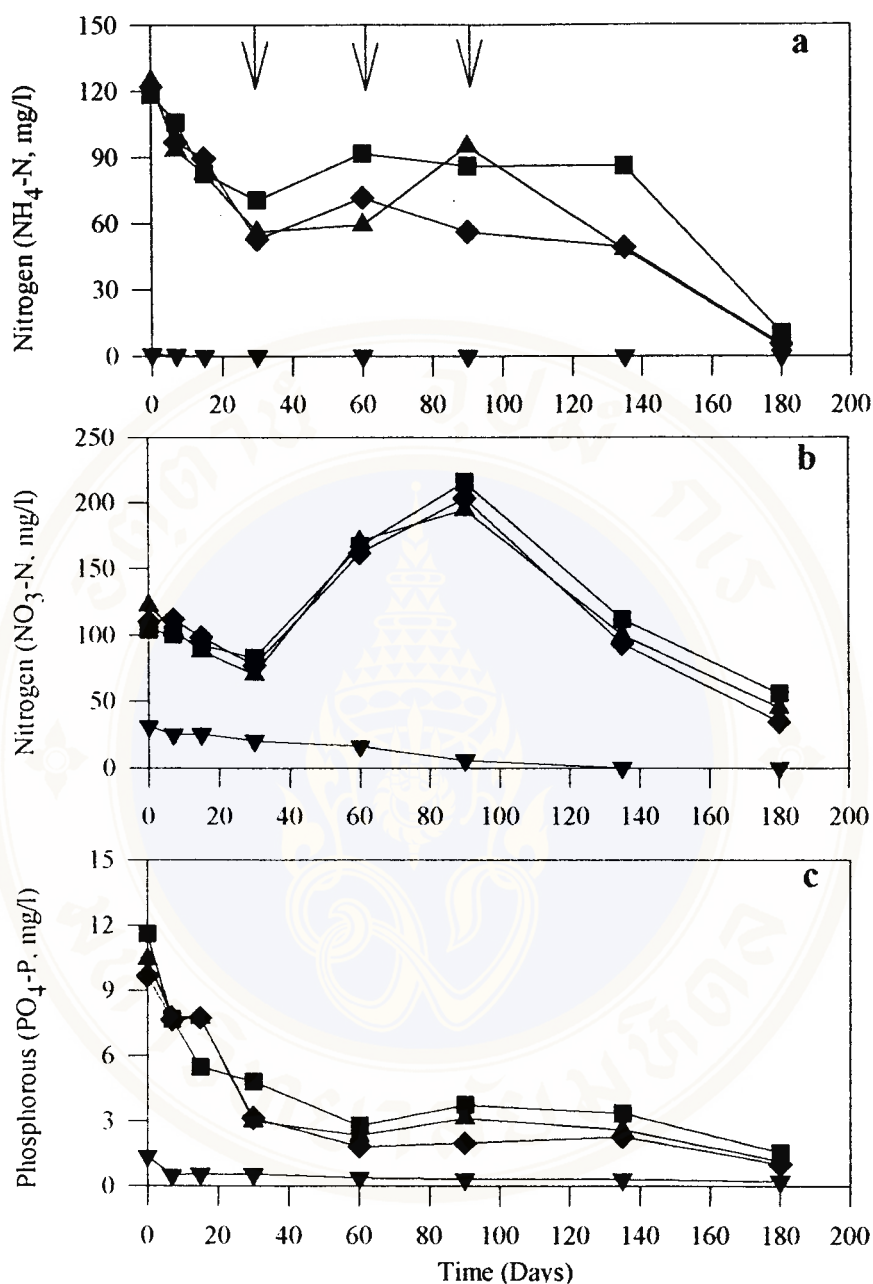 a
Nitrogen (NH4-N, mg/l)
150
120
90
60
30
0
0 20 40 60 80 100 120 140 160 180 200
b
Nitrogen (NO3-N. mg/l)
250
200
150
100
50
0
0 20 40 60 80 100 120 140 160 180 200
c
Phosphorous (PO4-P. mg/l)
15
12
9
6
3
0
0 20 40 60 80 100 120 140 160 180 200
Time (Days)